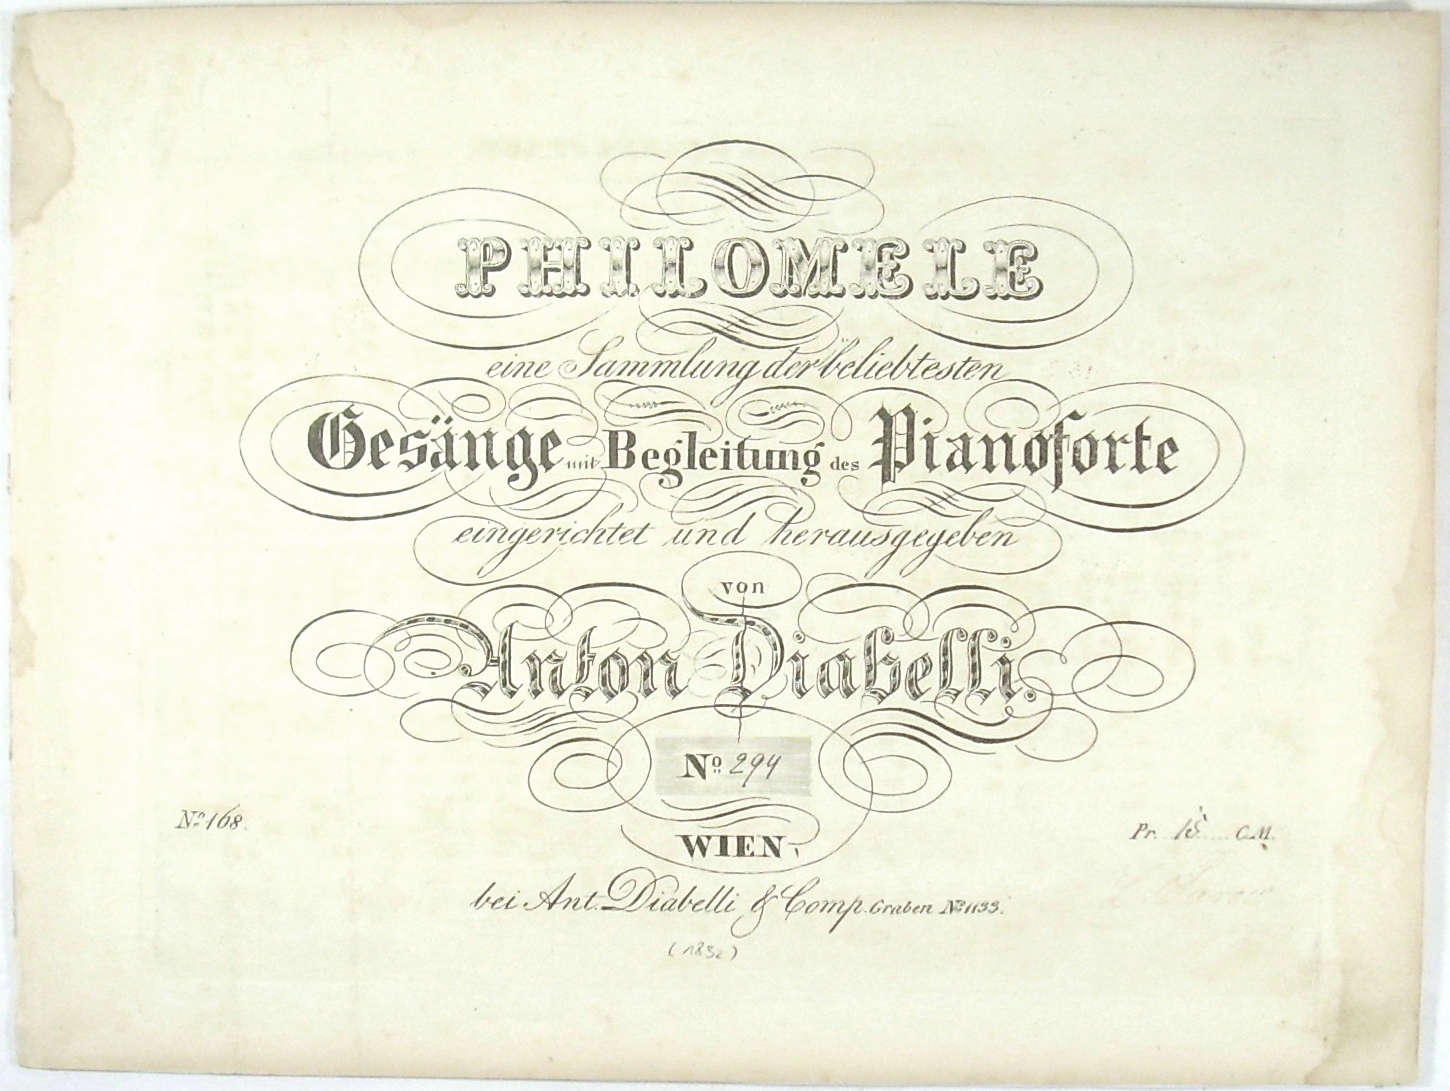 PHILOMELE
eine Sammlung der beliebtesten
Gesänge mit Begleitung des Pianoforte
eingerichtet und herausgegeben
von
Anton Diabelli.
No. 294
No. 168.
Pr. 15 C.M.
WIEN,
bei Ant. Diabelli & Comp. Graben No. 1133.
(1832)